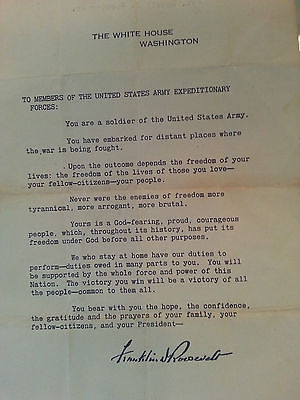 THE WHITE HOUSE
WASHINGTON
TO MEMBERS OF THE UNITED STATES ARMY EXPEDITIONARY
FORCES:
You are a soldier of the United States Army.
You have embarked for distant places where
the war is being fought.
Upon the outcome depends the freedom of your
lives: the freedom of the lives of those you love—
your fellow-citizens—your people.
Never were the enemies of freedom more
tyrannical, more arrogant, more brutal.
Yours is a God-fearing, proud, courageous
people, which, throughout its history, has put its
freedom under God before all other purposes.
We who stay at home have our duties to
perform—duties owed in many parts to you. You will
be supported by the whole force and power of this
Nation. The victory you win will be a victory of all
the people—common to them all.
You bear with you the hope, the confidence,
the gratitude and the prayers of your family, your
fellow-citizens, and your President—
Franklin D Roosevelt